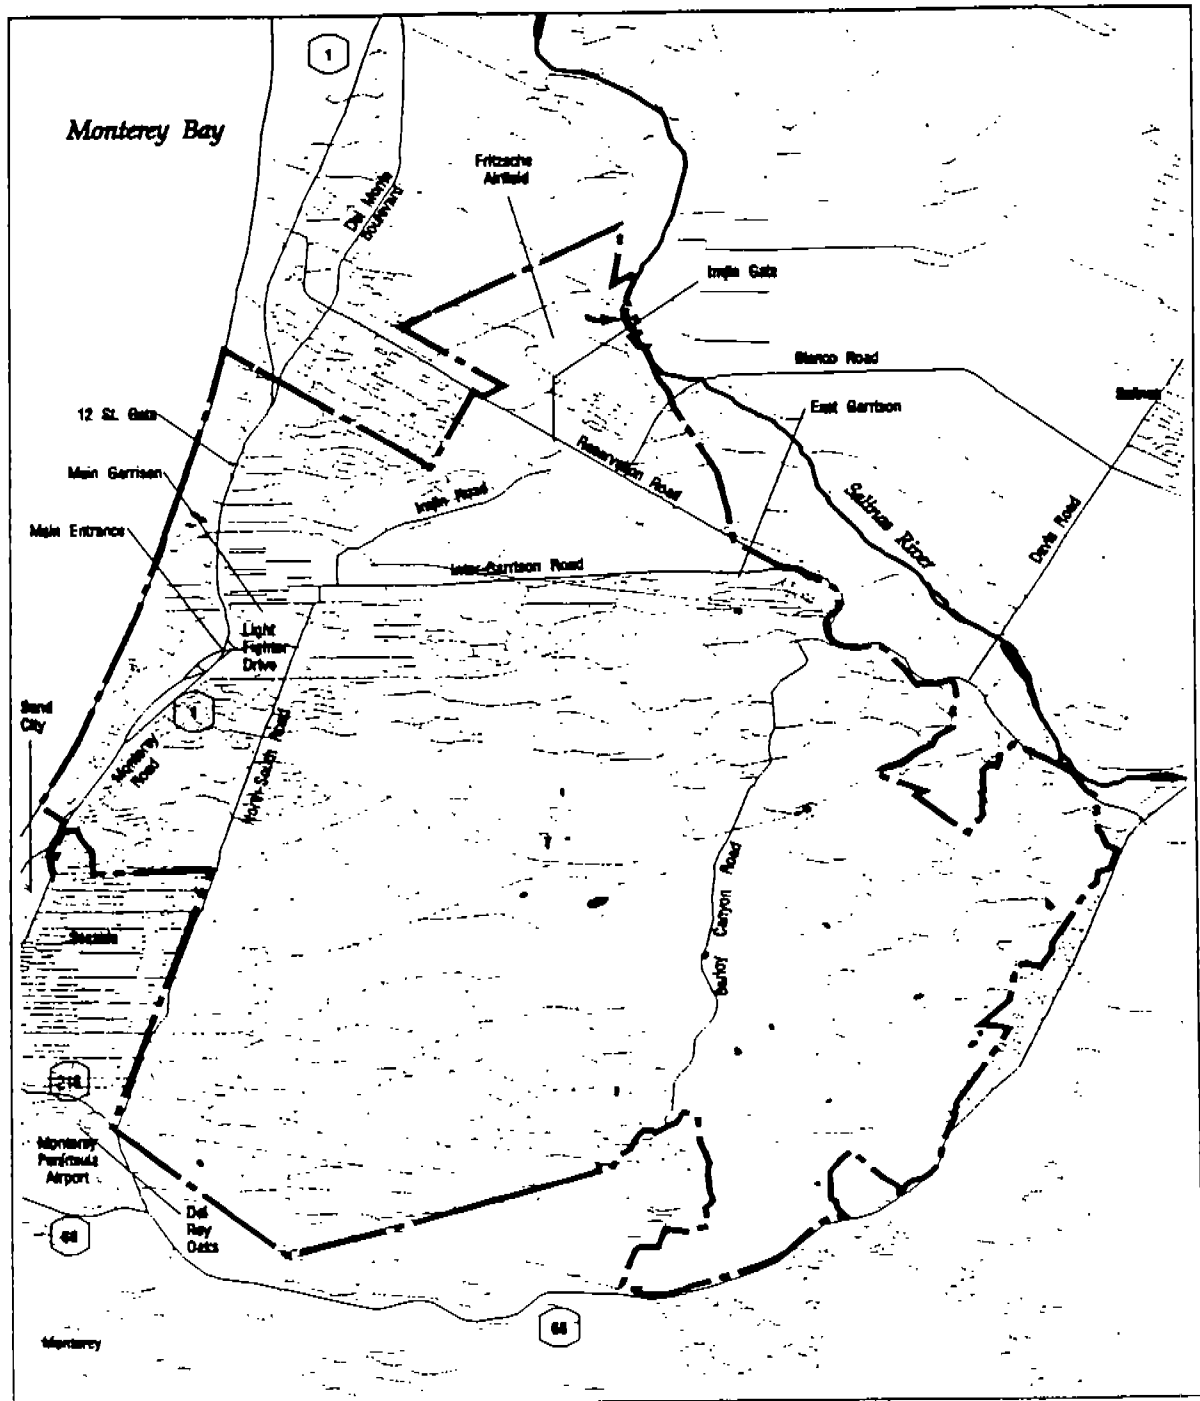 1
Monterey Bay
Fritzsche
Airfield
Del Monte
Boulevard
Imjin Gate
Blanco Road
Salinas
12 St. Gate
East Garrison
Main Garrison
Reservation Road
Imjin Road
Salinas River
Davis Road
Main Entrance
Inter-Garrison Road
Light
Fighter
Drive
Sand
City
1
Monterey
Road
North-South Road
Barloy Canyon Road
Seaside
218
Monterey
Peninsula
Airport
Del
Rey
Oaks
68
68
Monterey